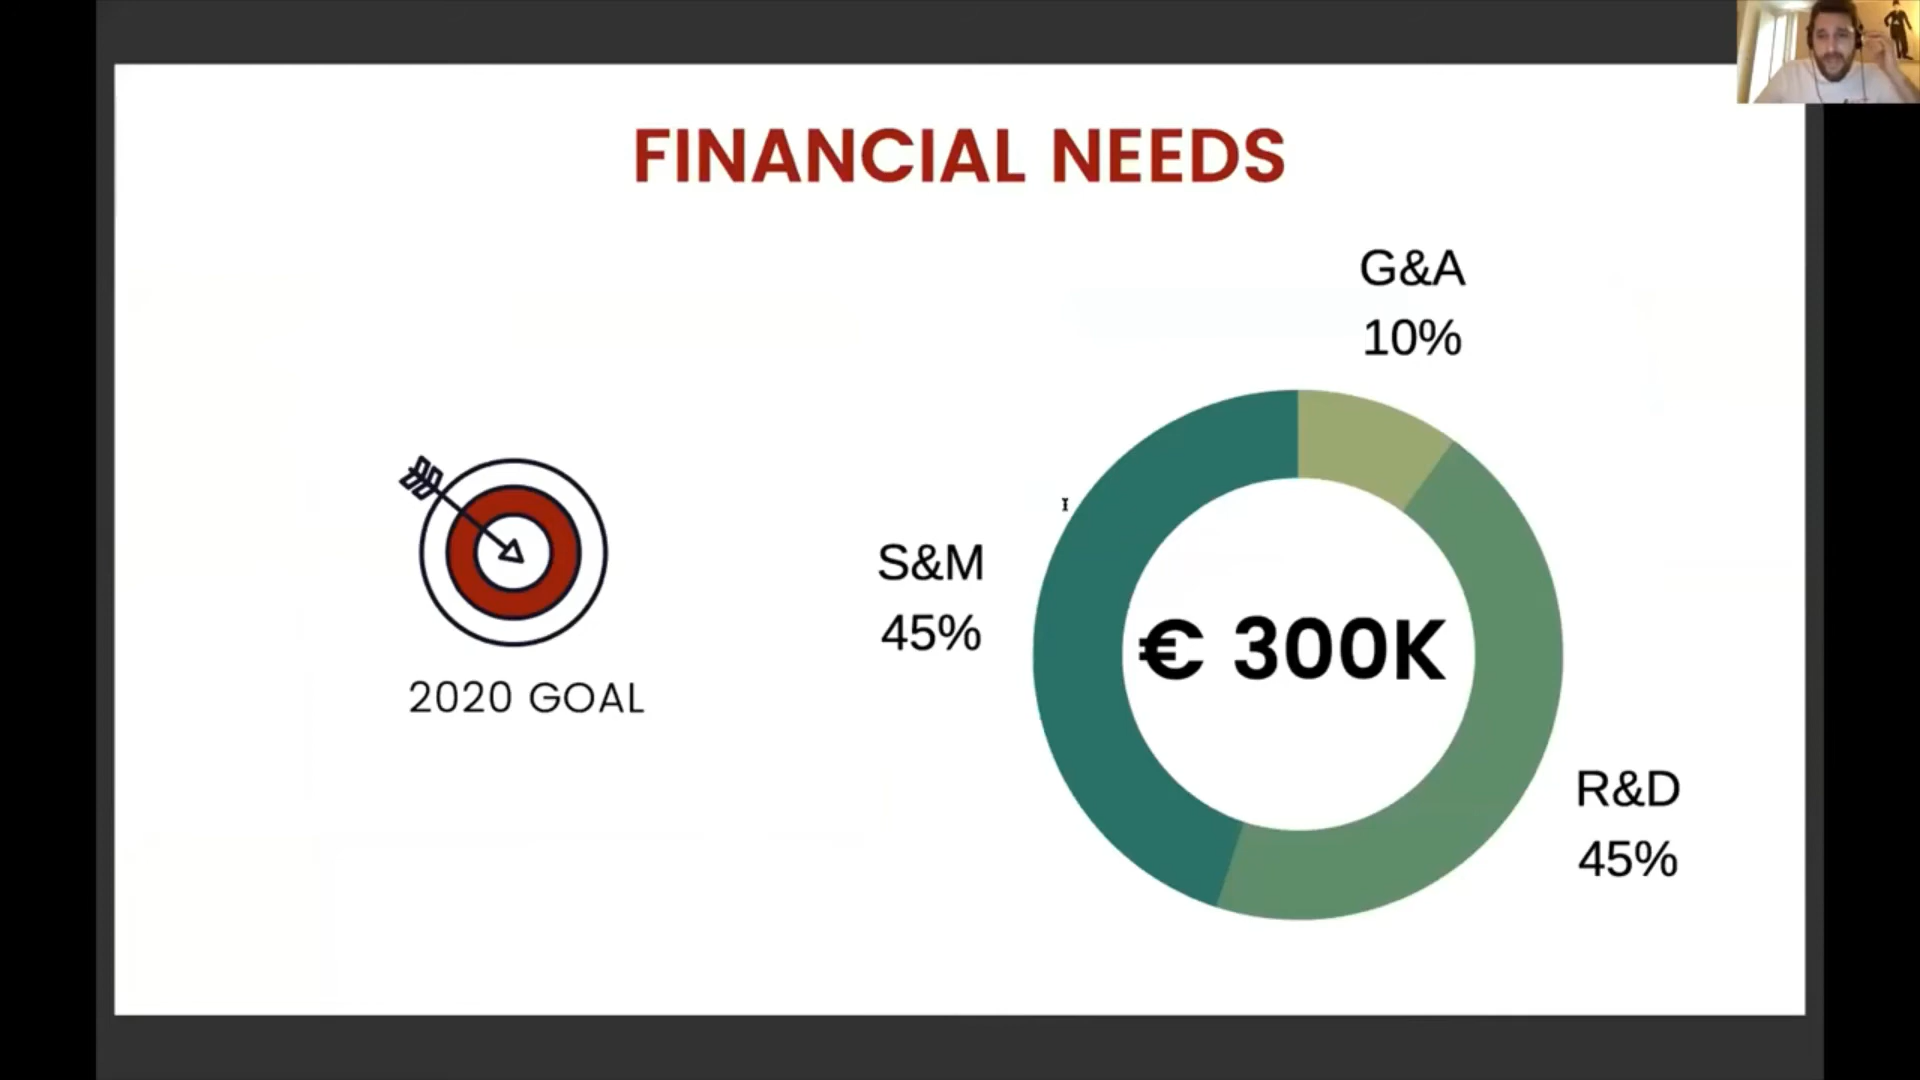 FINANCIAL NEEDS
G&A
10%
S&M
45%
€ 300K
2020 GOAL
R&D
45%